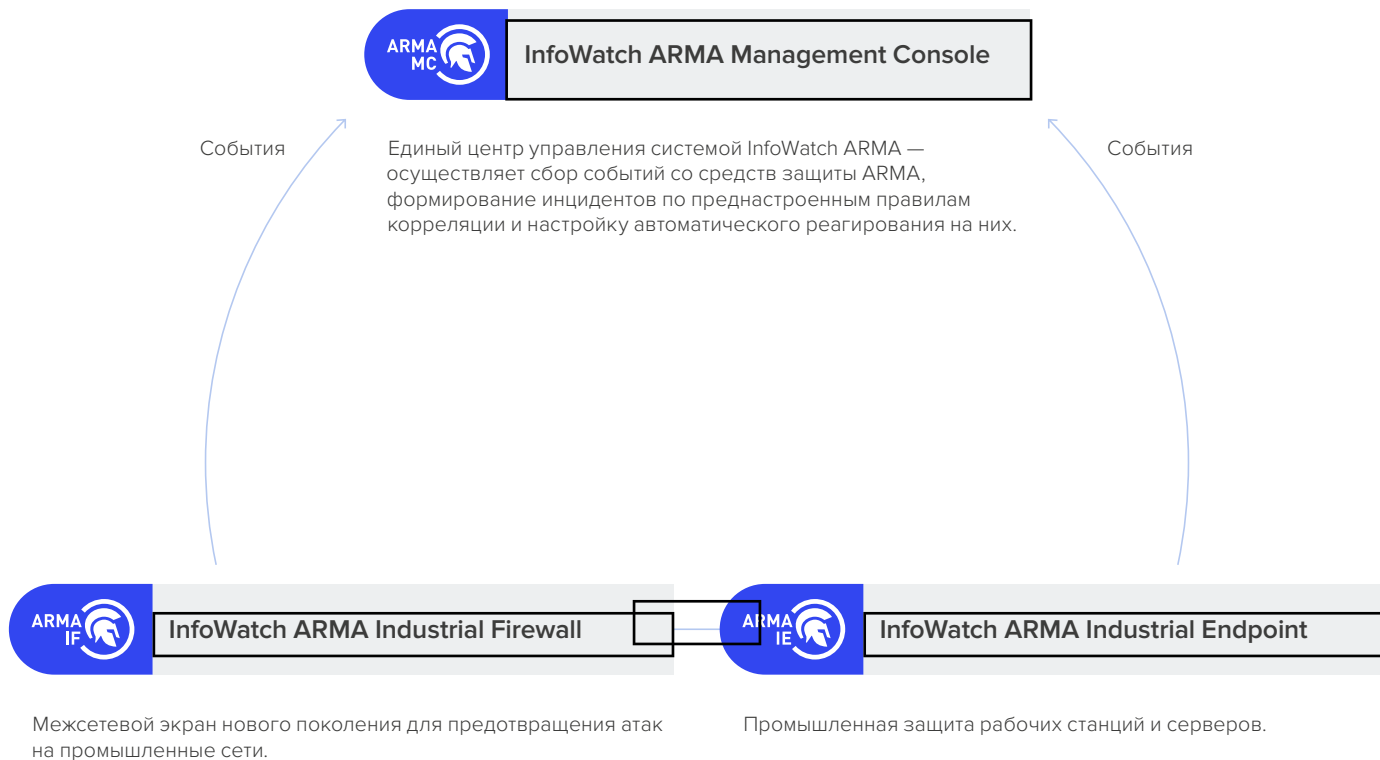 ARMA
MC
InfoWatch ARMA Management Console
События
Единый центр управления системой InfoWatch ARMA —
осуществляет сбор событий со средств защиты ARMA,
формирование инцидентов по преднастроенным правилам
корреляции и настройку автоматического реагирования на них.
События
ARMA
IF
InfoWatch ARMA Industrial Firewall
ARMA
IE
InfoWatch ARMA Industrial Endpoint
Межсетевой экран нового поколения для предотвращения атак
на промышленные сети.
Промышленная защита рабочих станций и серверов.